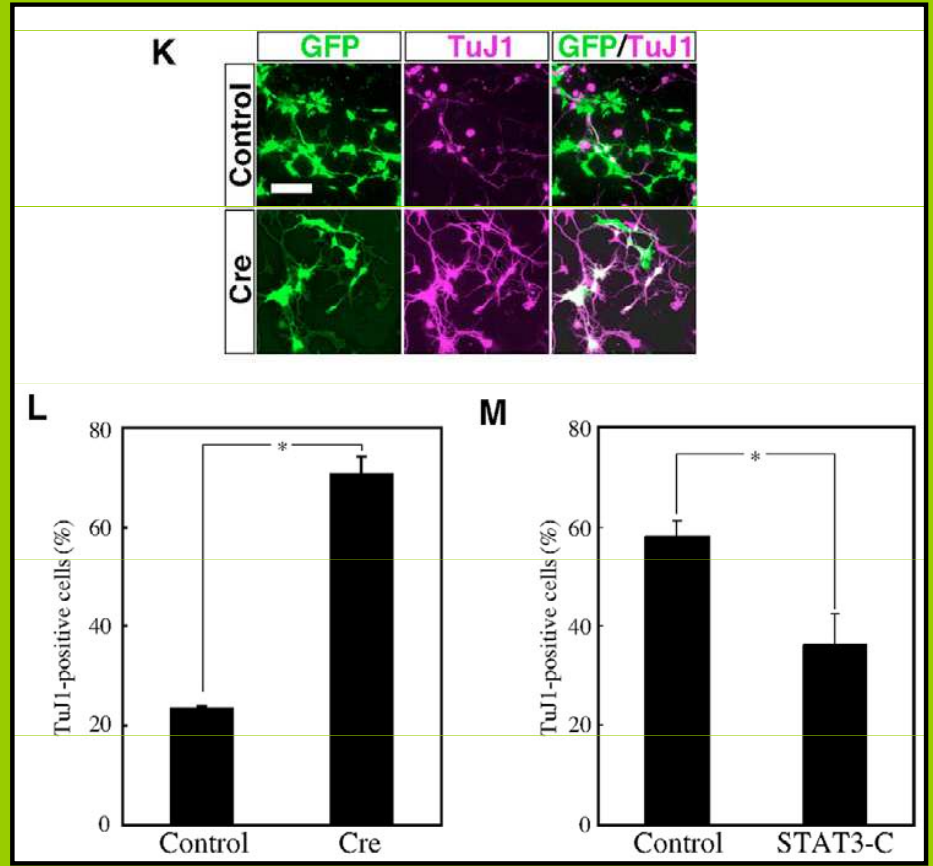 K
GFP
TuJ1
GFP/TuJ1
Control
Cre
L
TuJ1-positive cells (%)
80
60
40
20
0
*
Control
Cre
M
TuJ1-positive cells (%)
80
60
40
20
0
*
Control
STAT3-C